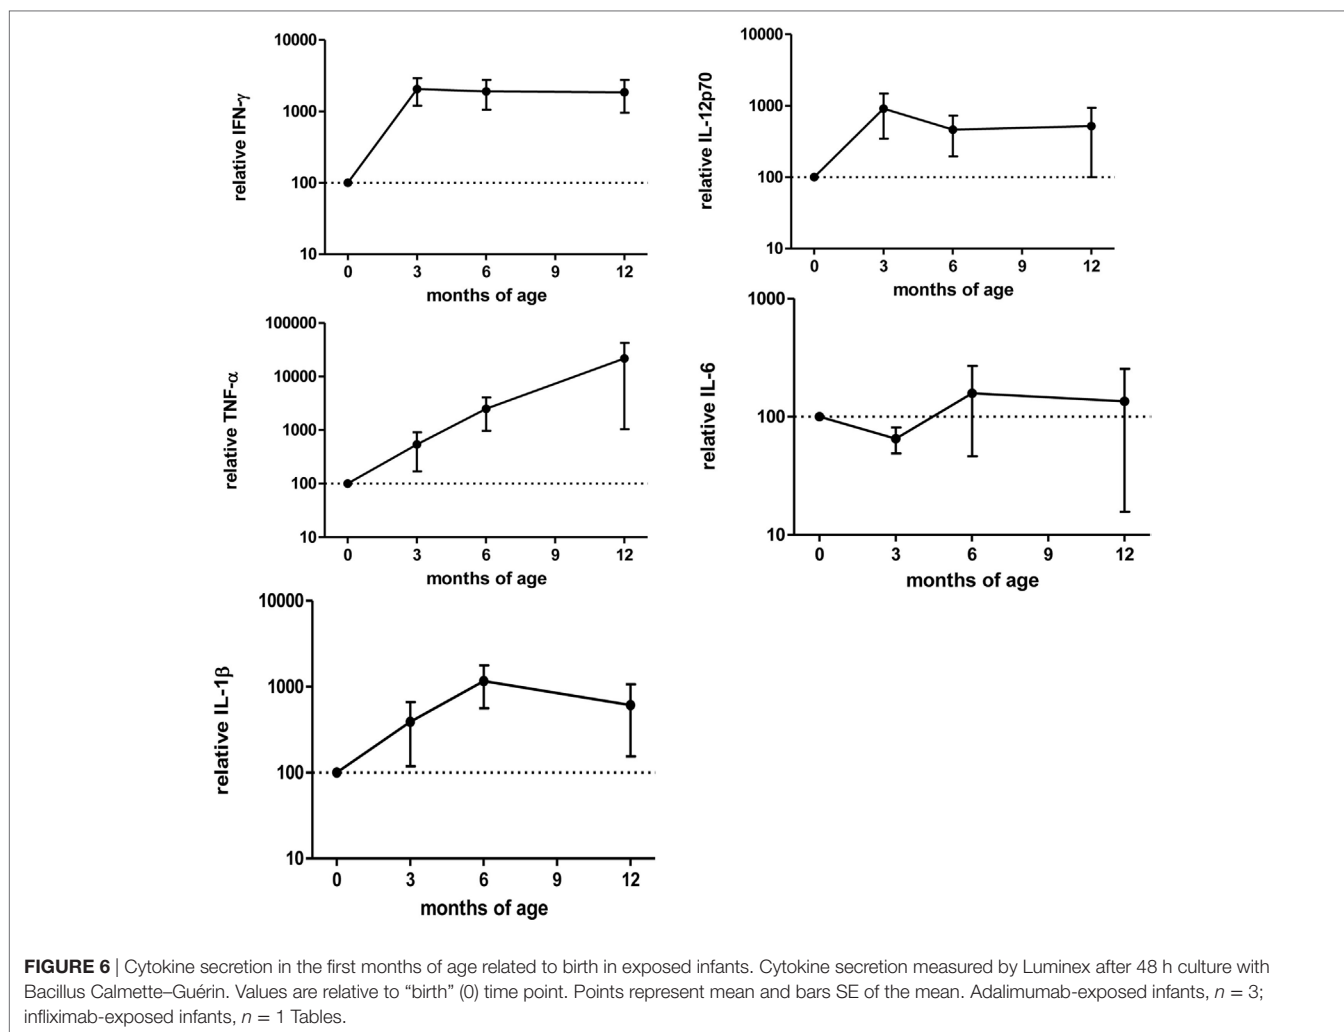 relative IFN-γ
10000
1000
100
10
0 3 6 9 12
months of age
relative IL-12p70
10000
1000
100
10
0 3 6 9 12
months of age
relative TNF-α
100000
10000
1000
100
10
0 3 6 9 12
months of age
relative IL-6
1000
100
10
0 3 6 9 12
months of age
relative IL-1β
10000
1000
100
10
0 3 6 9 12
months of age
FIGURE 6 | Cytokine secretion in the first months of age related to birth in exposed infants. Cytokine secretion measured by Luminex after 48 h culture with
Bacillus Calmette–Guérin. Values are relative to “birth” (0) time point. Points represent mean and bars SE of the mean. Adalimumab-exposed infants, n = 3;
infliximab-exposed infants, n = 1 Tables.